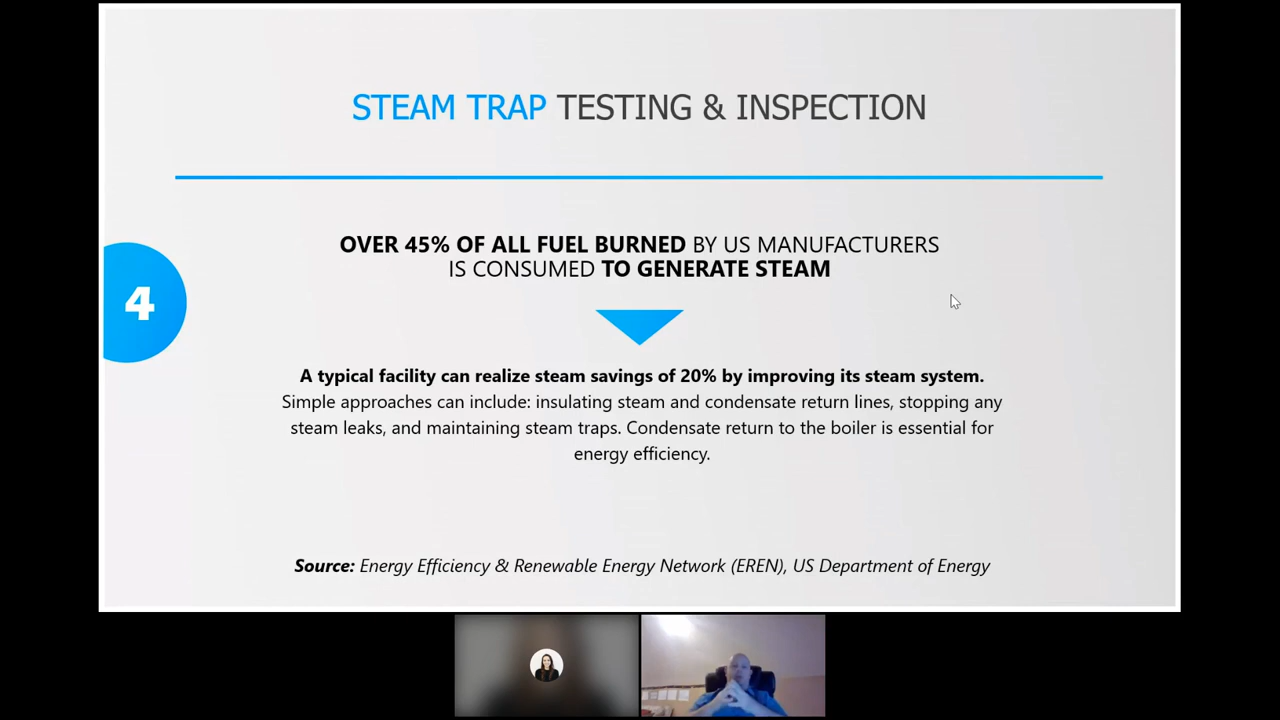 STEAM TRAP TESTING & INSPECTION
OVER 45% OF ALL FUEL BURNED BY US MANUFACTURERS
IS CONSUMED TO GENERATE STEAM
4
A typical facility can realize steam savings of 20% by improving its steam system.
Simple approaches can include: insulating steam and condensate return lines, stopping any
steam leaks, and maintaining steam traps. Condensate return to the boiler is essential for
energy efficiency.
Source: Energy Efficiency & Renewable Energy Network (EREN), US Department of Energy